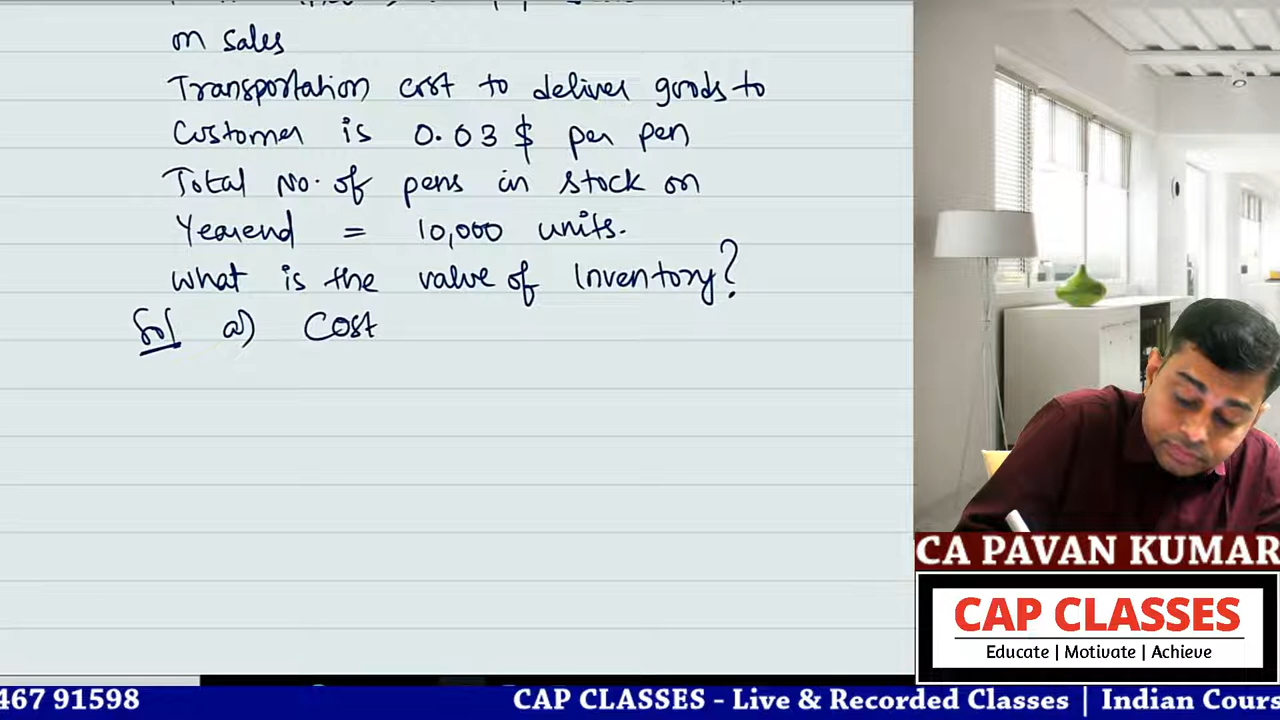 on sales
Transportation cost to deliver goods to
Customer is 0.03 $ per pen
Total No. of pens in stock on
Yearend = 10,000 units.
What is the value of Inventory?
Sol a) Cost
CA PAVAN KUMAR
CAP CLASSES
Educate | Motivate | Achieve
467 91598 CAP CLASSES - Live & Recorded Classes | Indian Cours